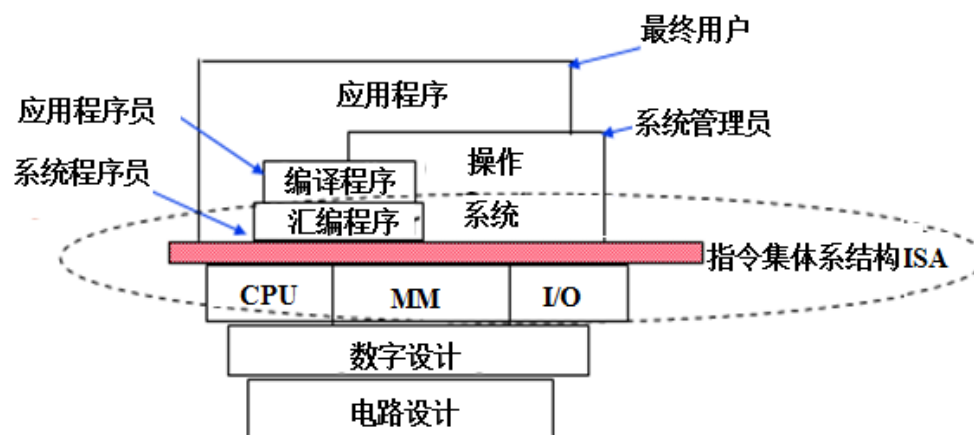 最终用户
应用程序
应用程序员
系统管理员
操作
系统程序员
编译程序
汇编程序
系统
指令集体系结构ISA
CPU
MM
I/O
数字设计
电路设计